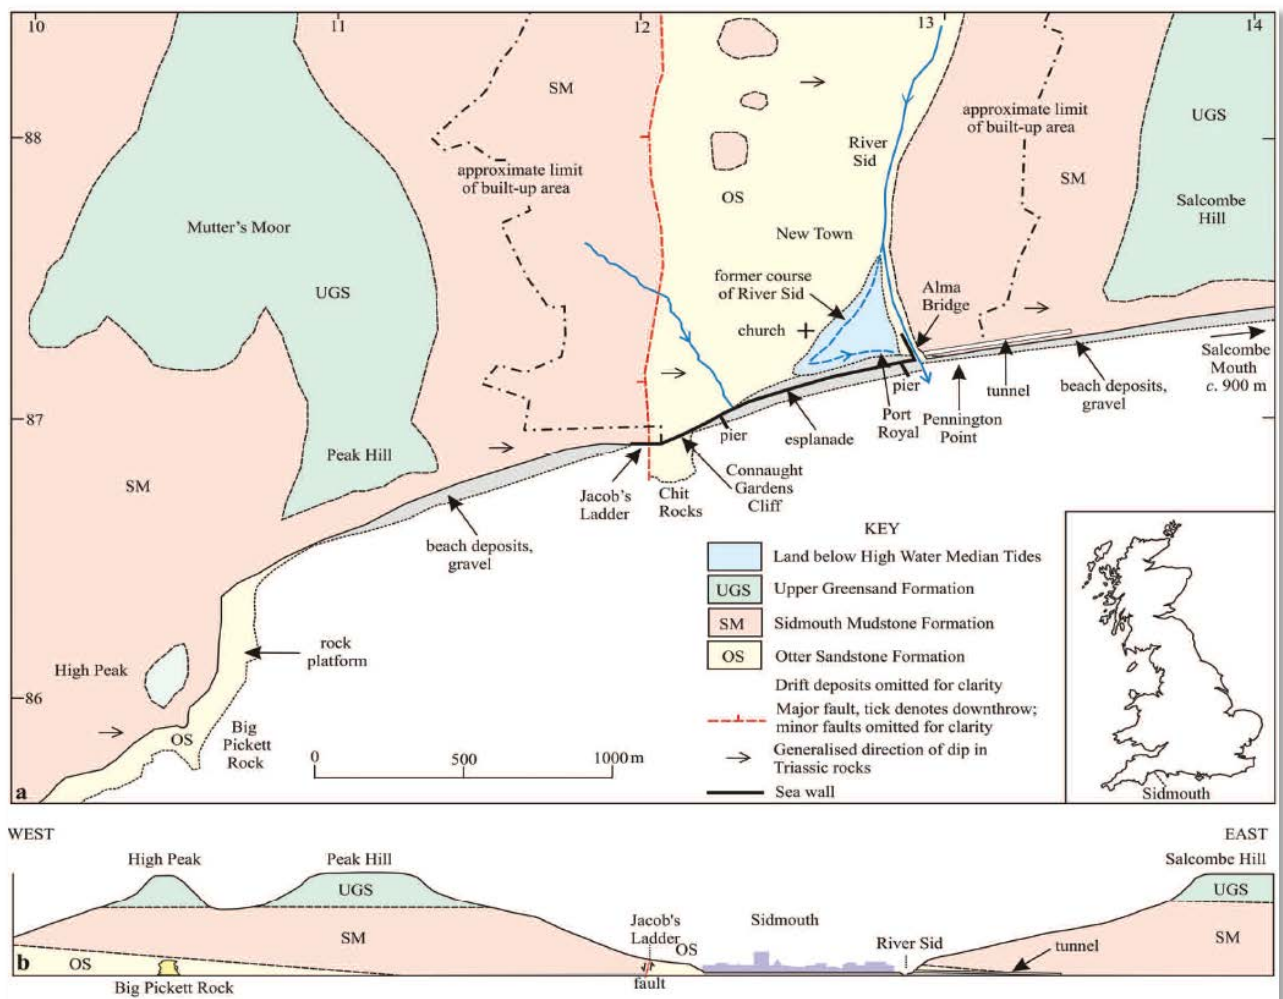 10
11
12
13
14
88
87
86
SM
approximate limit
of built-up area
River
Sid
approximate limit
of built-up area
UGS
SM
OS
Salcombe
Hill
Mutter's Moor
New Town
former course
of River Sid
UGS
Alma
Bridge
church
Salcombe
Mouth
c. 900 m
pier
tunnel
beach deposits,
gravel
Port
Royal
Pennington
Point
pier
esplanade
Peak Hill
SM
Connaught
Gardens
Cliff
Jacob's
Ladder
Chit
Rocks
beach deposits,
gravel
rock
platform
High Peak
OS
Big
Pickett
Rock
0 500 1000 m
KEY
Land below High Water Median Tides
UGS Upper Greensand Formation
SM Sidmouth Mudstone Formation
OS Otter Sandstone Formation
Drift deposits omitted for clarity
Major fault, tick denotes downthrow;
minor faults omitted for clarity
Generalised direction of dip in
Triassic rocks
Sea wall
Sidmouth
a
WEST
EAST
High Peak
Peak Hill
Salcombe Hill
UGS
UGS
SM
Jacob's
Ladder
OS
Sidmouth
River Sid
tunnel
SM
b
OS
Big Pickett Rock
fault